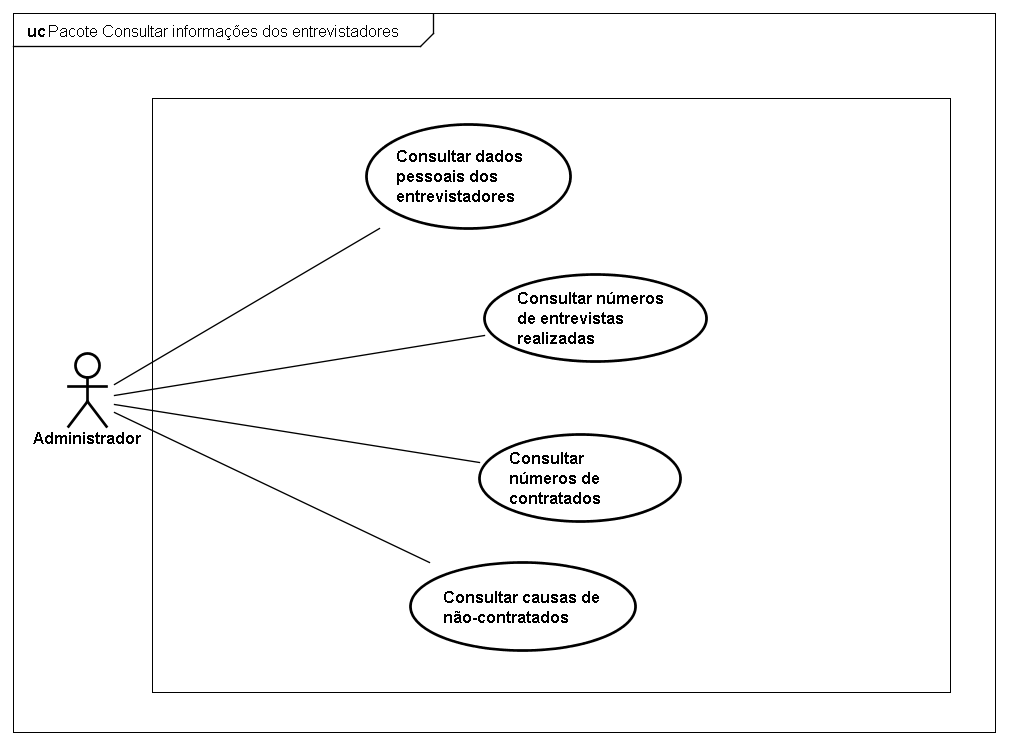 uc Pacote Consultar informações dos entrevistadores
Consultar dados
pessoais dos
entrevistadores
Consultar números
de entrevistas
realizadas
Administrador
Consultar
números de
contratados
Consultar causas de
não-contratados